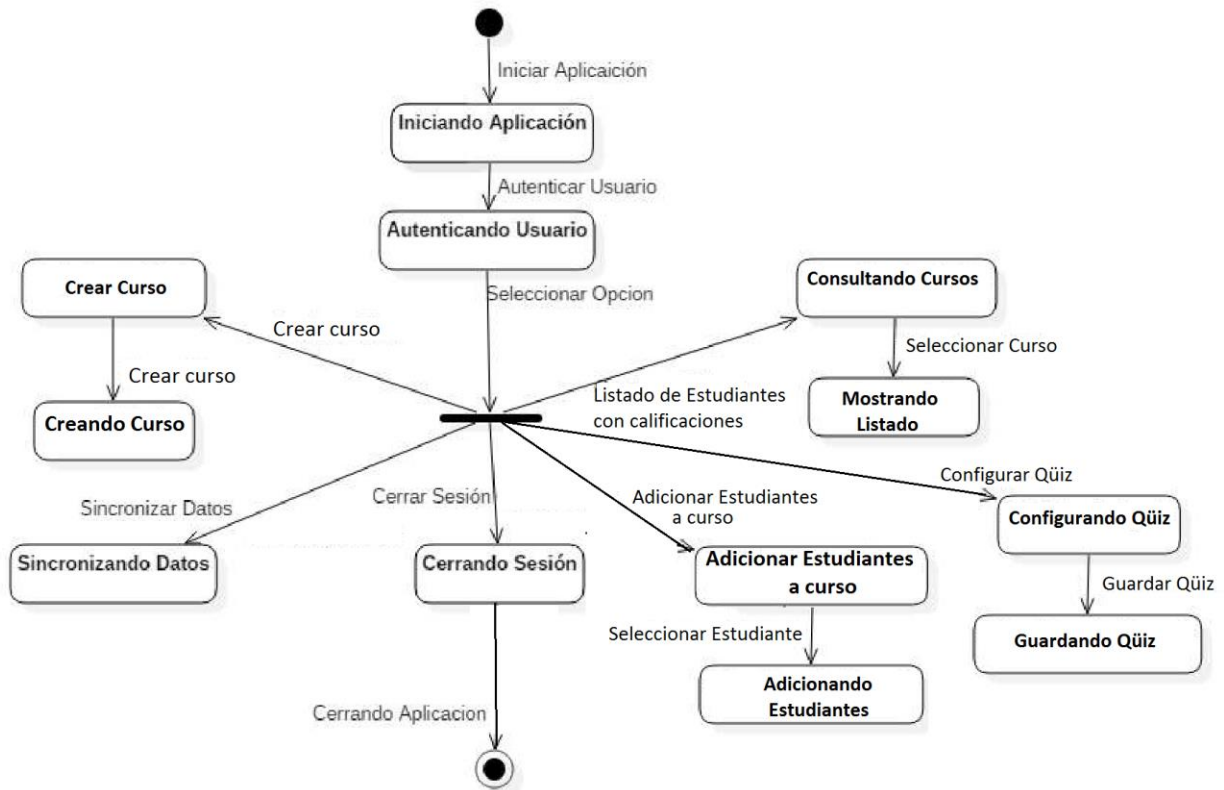 Iniciar Aplicaición
Iniciando Aplicación
Autenticar Usuario
Autenticando Usuario
Seleccionar Opcion
Crear Curso
Consultando Cursos
Crear curso
Seleccionar Curso
Crear curso
Listado de Estudiantes
con calificaciones
Mostrando
Listado
Creando Curso
Configurar Qüiz
Cerrar Sesión
Adicionar Estudiantes
a curso
Sincronizar Datos
Configurando Qüiz
Sincronizando Datos
Cerrando Sesión
Adicionar Estudiantes
a curso
Guardar Qüiz
Seleccionar Estudiante
Guardando Qüiz
Adicionando
Estudiantes
Cerrando Aplicacion